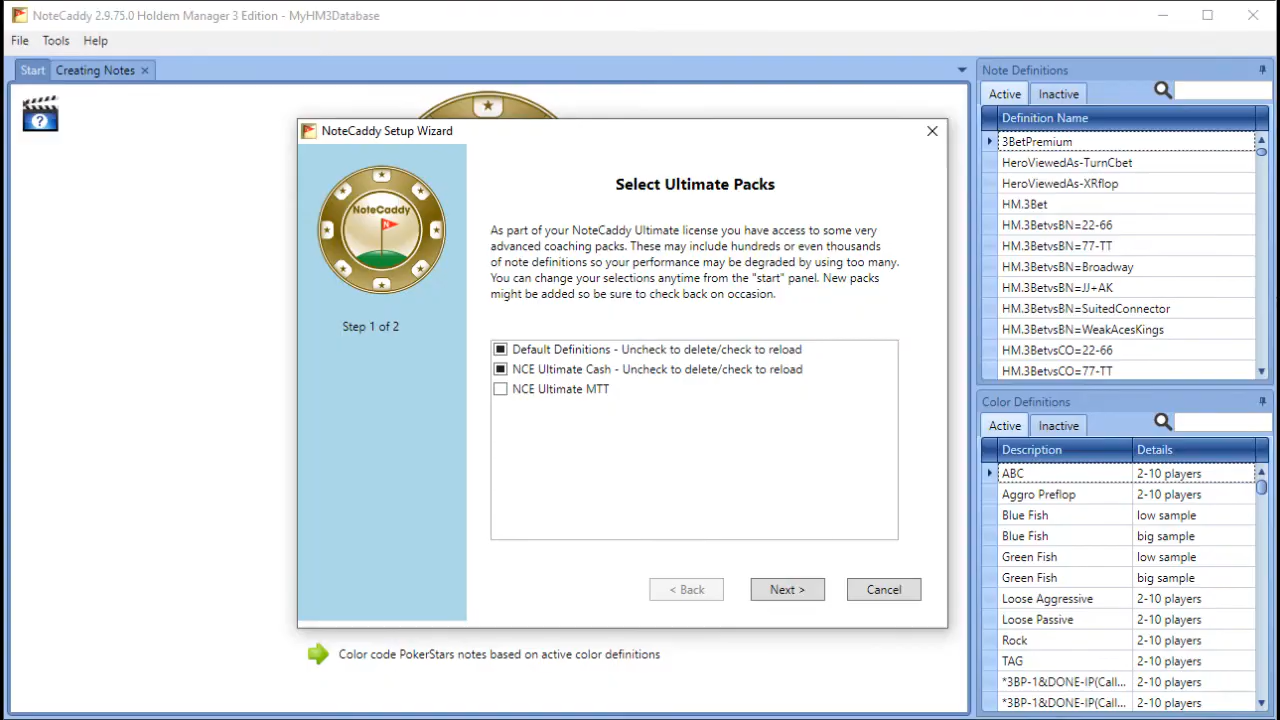 NoteCaddy 2.9.75.0 Holdem Manager 3 Edition - MyHM3Database
File Tools Help
Start Creating Notes
NoteCaddy Setup Wizard
NoteCaddy
N
Step 1 of 2
Select Ultimate Packs
As part of your NoteCaddy Ultimate license you have access to some very
advanced coaching packs. These may include hundreds or even thousands
of note definitions so your performance may be degraded by using too many.
You can change your selections anytime from the "start" panel. New packs
might be added so be sure to check back on occasion.
Default Definitions - Uncheck to delete/check to reload
NCE Ultimate Cash - Uncheck to delete/check to reload
NCE Ultimate MTT
< Back Next > Cancel
Color code PokerStars notes based on active color definitions
Note Definitions
Active Inactive
Definition Name
3BetPremium
HeroViewedAs-TurnCbet
HeroViewedAs-XRflop
HM.3Bet
HM.3BetvsBN=22-66
HM.3BetvsBN=77-TT
HM.3BetvsBN=Broadway
HM.3BetvsBN=JJ+AK
HM.3BetvsBN=SuitedConnector
HM.3BetvsBN=WeakAcesKings
HM.3BetvsCO=22-66
HM.3BetvsCO=77-TT
Color Definitions
Active Inactive
Description Details
ABC 2-10 players
Aggro Preflop 2-10 players
Blue Fish low sample
Blue Fish big sample
Green Fish low sample
Green Fish big sample
Loose Aggressive 2-10 players
Loose Passive 2-10 players
Rock 2-10 players
TAG 2-10 players
*3BP-1&DONE-IP(Call... 2-10 players
*3BP-1&DONE-IP(Call... 2-10 players